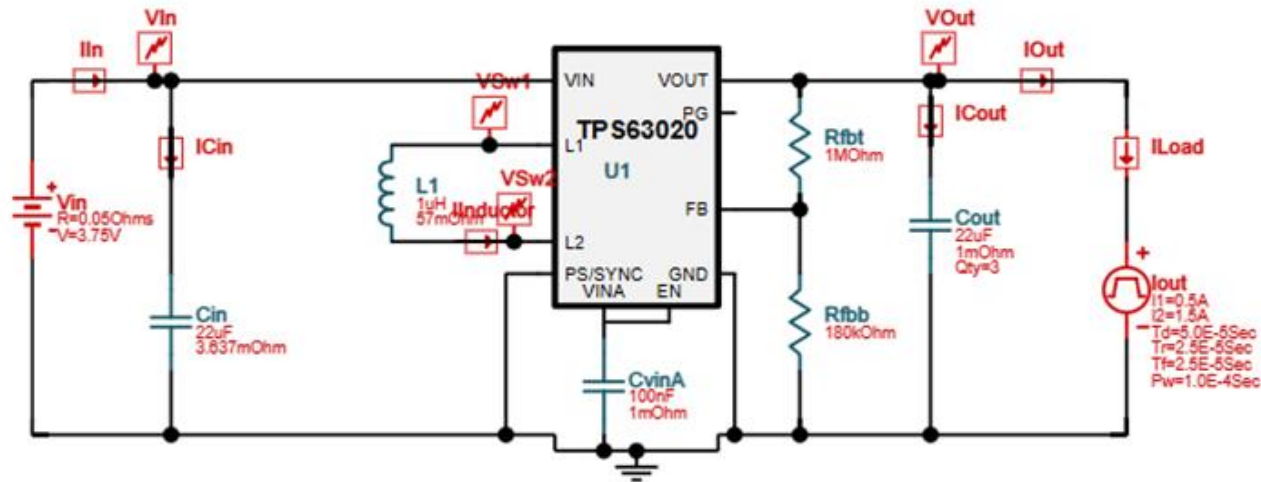 VIn
IIn
VOut
IOut
VIN
VOUT
VSw1
PG
ICin
ICout
TPS63020
Rfbt
1MOhm
L1
U1
ILoad
L1
1uH
57mOhm
VSw2
IInductor
FB
Vin
R=0.05Ohms
V=3.75V
Cout
22uF
1mOhm
Qty=3
L2
PS/SYNC
GND
VINA
EN
Iout
I1=0.5A
I2=1.5A
Td=5.0E-5Sec
Tr=2.5E-5Sec
Tf=2.5E-5Sec
Pw=1.0E-4Sec
Cin
22uF
3.637mOhm
Rfbb
180kOhm
CvinA
100nF
1mOhm